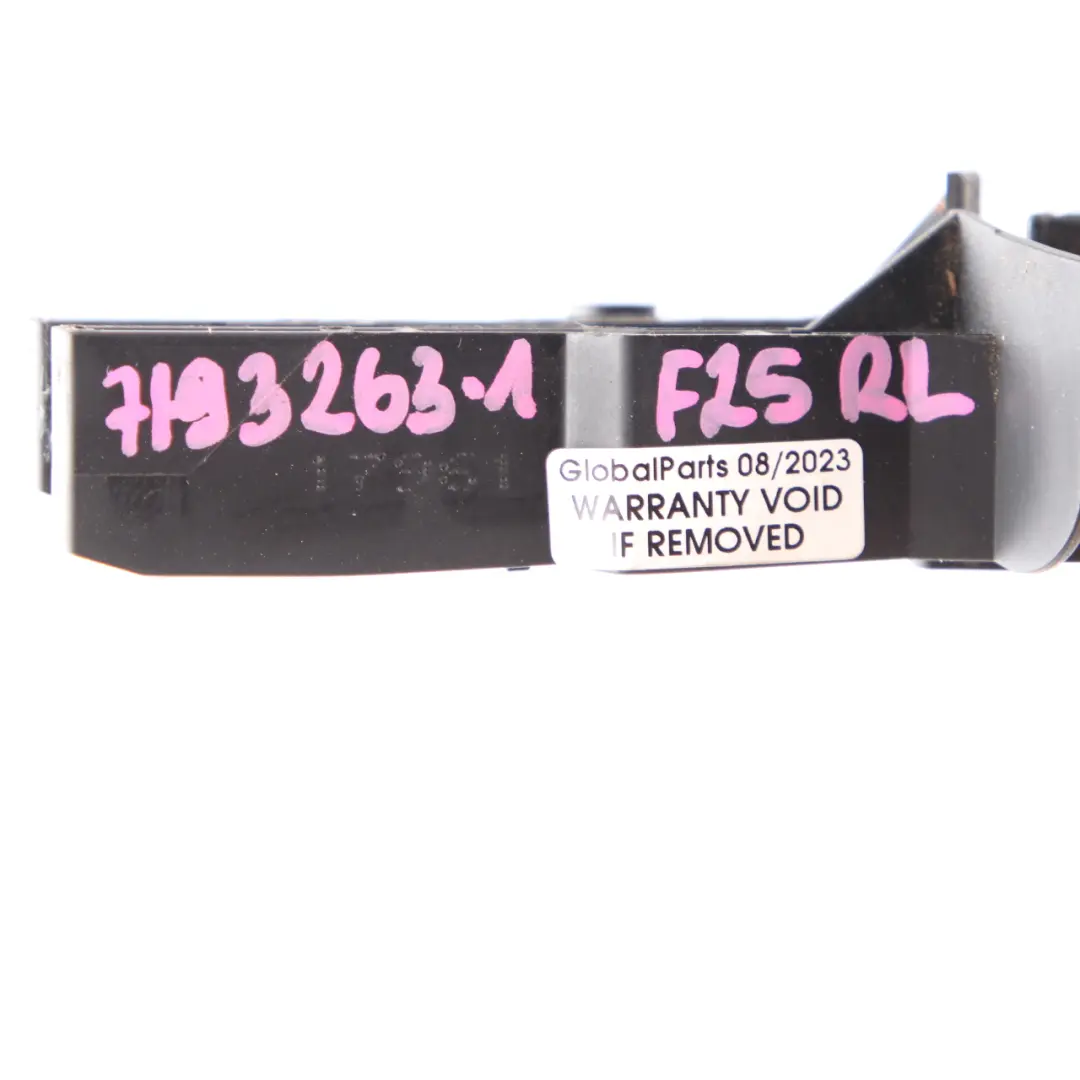 7193263-1 F25 RL
GlobalParts 08/2023
WARRANTY VOID
IF REMOVED